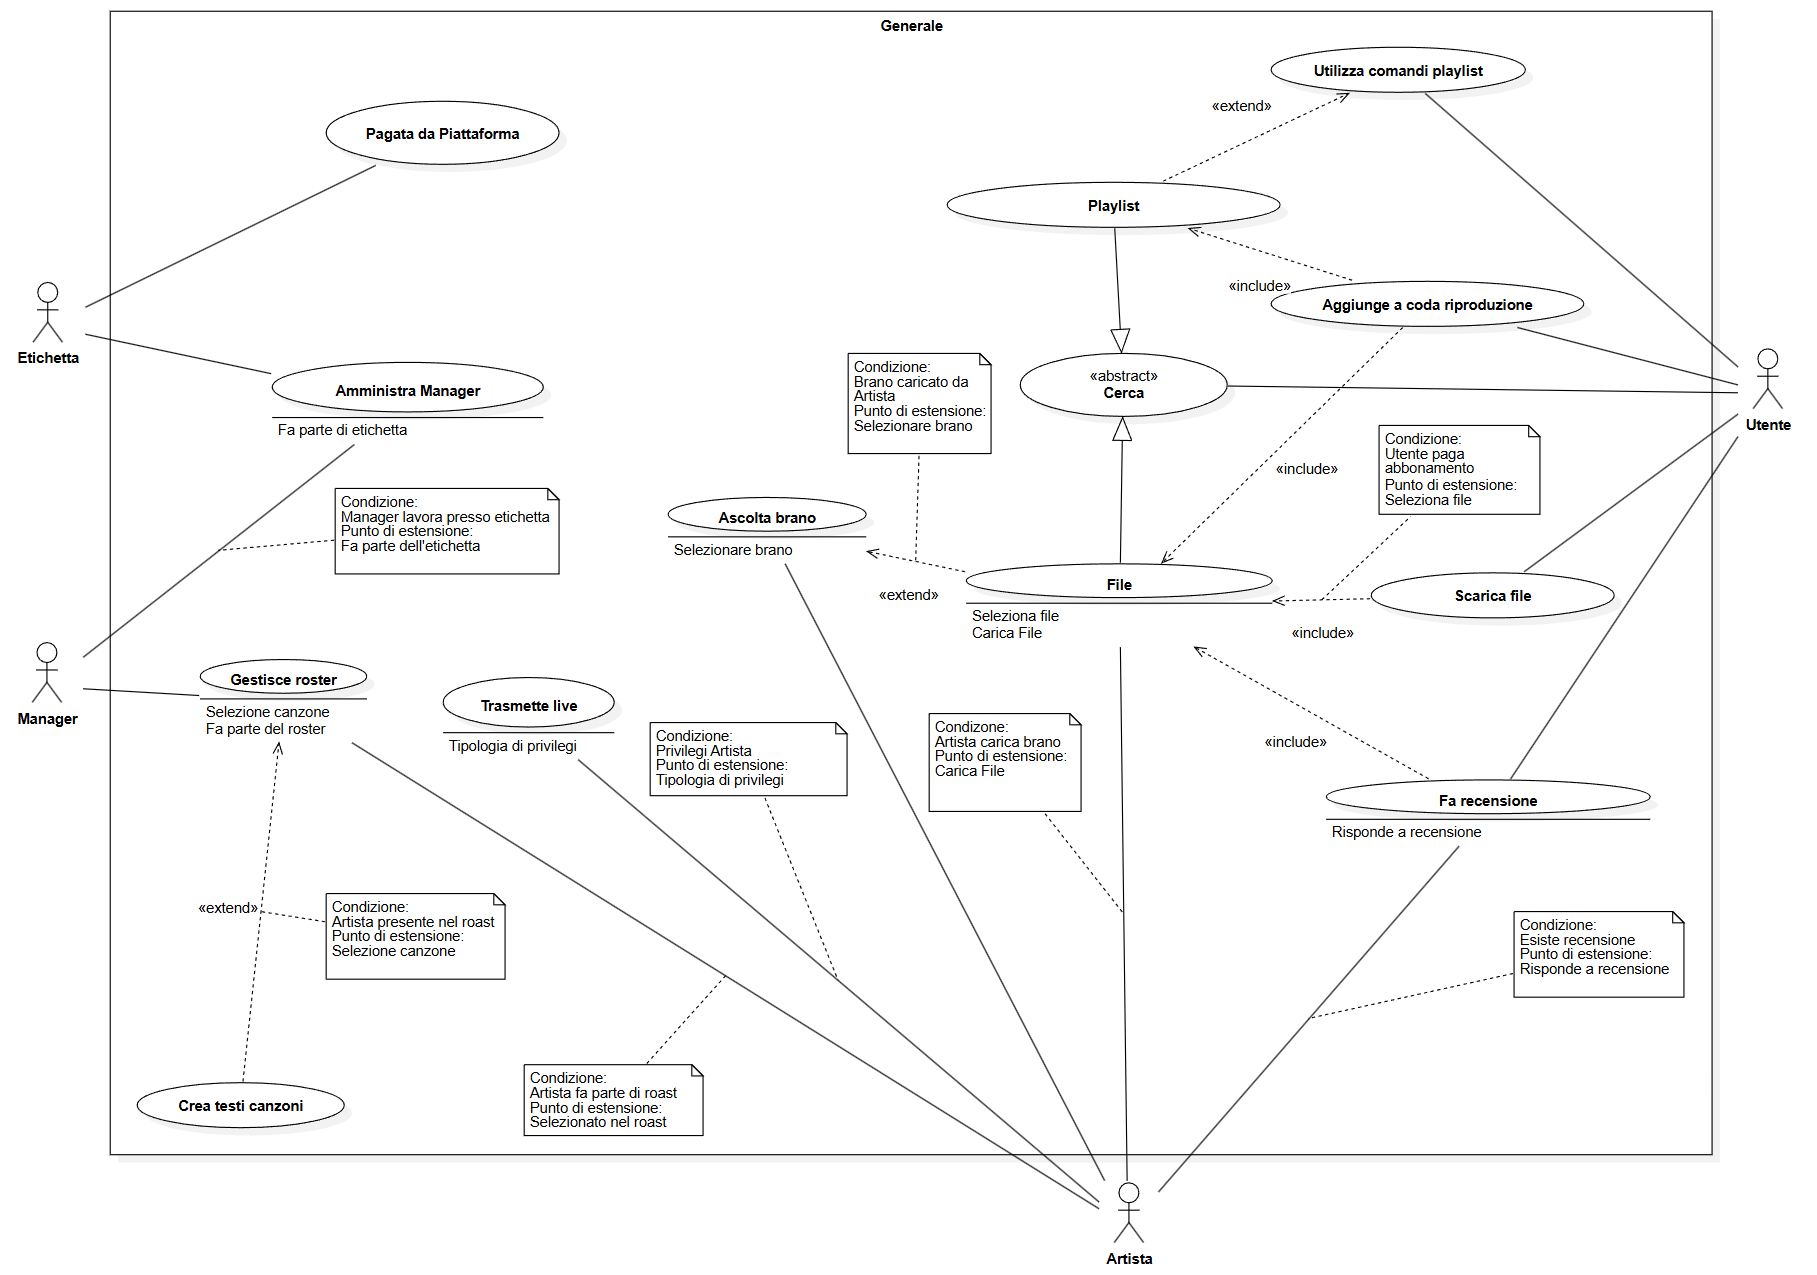 Generale
Utilizza comandi playlist
«extend»
Pagata da Piattaforma
Playlist
«include»
Aggiunge a coda riproduzione
Etichetta
Amministra Manager
Fa parte di etichetta
Condizione:
Brano caricato da
Artista
Punto di estensione:
Selezionare brano
«abstract»
Cerca
Utente
Condizione:
Utente paga
abbonamento
Punto di estensione:
Seleziona file
«include»
Condizione:
Manager lavora presso etichetta
Punto di estensione:
Fa parte dell'etichetta
Ascolta brano
Selezionare brano
«extend»
File
Seleziona file
Carica File
Scarica file
«include»
Manager
Gestisce roster
Selezione canzone
Fa parte del roster
Trasmette live
Tipologia di privilegi
Condizione:
Privilegi Artista
Punto di estensione:
Tipologia di privilegi
Condizone:
Artista carica brano
Punto di estensione:
Carica File
«include»
Fa recensione
Risponde a recensione
«extend»
Condizione:
Artista presente nel roast
Punto di estensione:
Selezione canzone
Condizione:
Esiste recensione
Punto di estensione:
Risponde a recensione
Crea testi canzoni
Condizione:
Artista fa parte di roast
Punto di estensione:
Selezionato nel roast
Artista